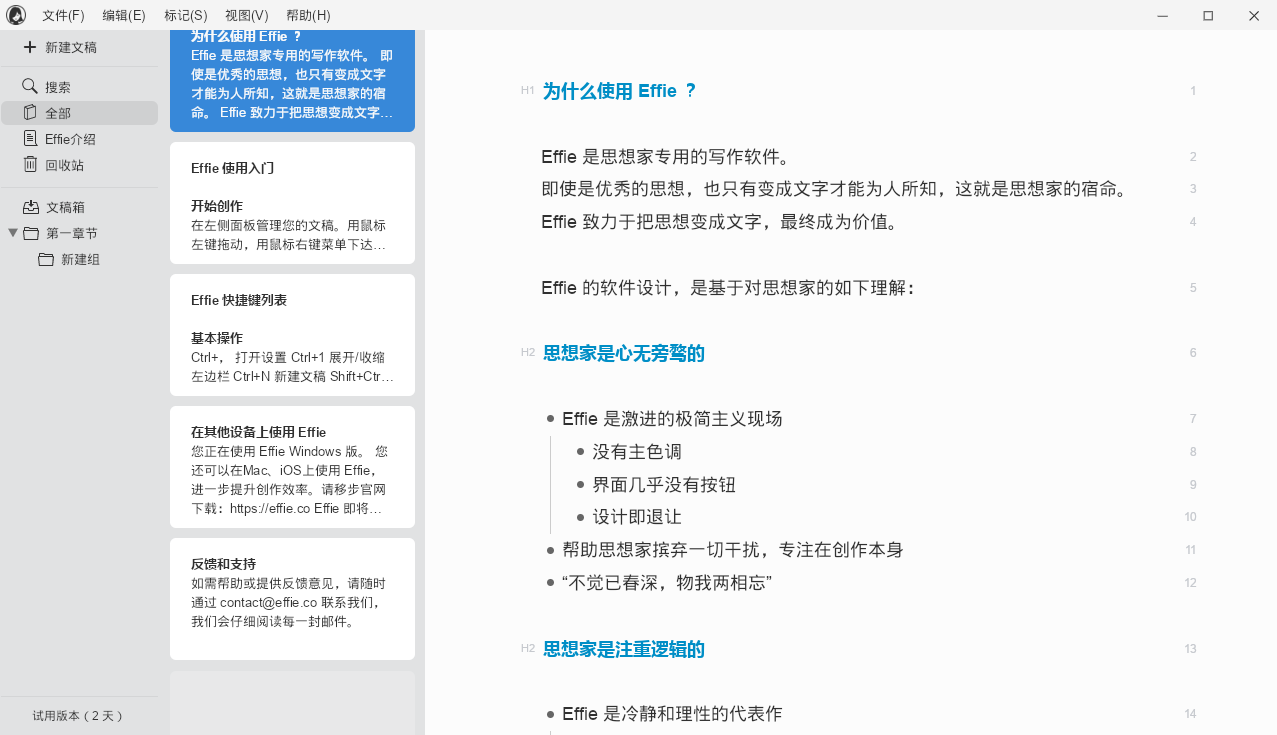 文件(F) 编辑(E) 标记(S) 视图(V) 帮助(H)
新建文稿
搜索
全部
Effie介绍
回收站
文稿箱
第一章节
新建组
试用版本（2 天）
为什么使用 Effie ？
Effie 是思想家专用的写作软件。 即
使是优秀的思想，也只有变成文字
才能为人所知，这就是思想家的宿
命。 Effie 致力于把思想变成文字…
Effie 使用入门
开始创作
在左侧面板管理您的文稿。用鼠标
左键拖动，用鼠标右键菜单下达…
Effie 快捷键列表
基本操作
Ctrl+， 打开设置 Ctrl+1 展开/收缩
左边栏 Ctrl+N 新建文稿 Shift+Ctr…
在其他设备上使用 Effie
您正在使用 Effie Windows 版。 您
还可以在Mac、iOS上使用 Effie，
进一步提升创作效率。请移步官网
下载：https://effie.co Effie 即将…
反馈和支持
如需帮助或提供反馈意见，请随时
通过 contact@effie.co 联系我们，
我们会仔细阅读每一封邮件。
H1 为什么使用 Effie ？ 1
Effie 是思想家专用的写作软件。 2
即使是优秀的思想，也只有变成文字才能为人所知，这就是思想家的宿命。 3
Effie 致力于把思想变成文字，最终成为价值。 4
Effie 的软件设计，是基于对思想家的如下理解： 5
H2 思想家是心无旁骛的 6
Effie 是激进的极简主义现场 7
没有主色调 8
界面几乎没有按钮 9
设计即退让 10
帮助思想家摈弃一切干扰，专注在创作本身 11
“不觉已春深，物我两相忘” 12
H2 思想家是注重逻辑的 13
Effie 是冷静和理性的代表作 14